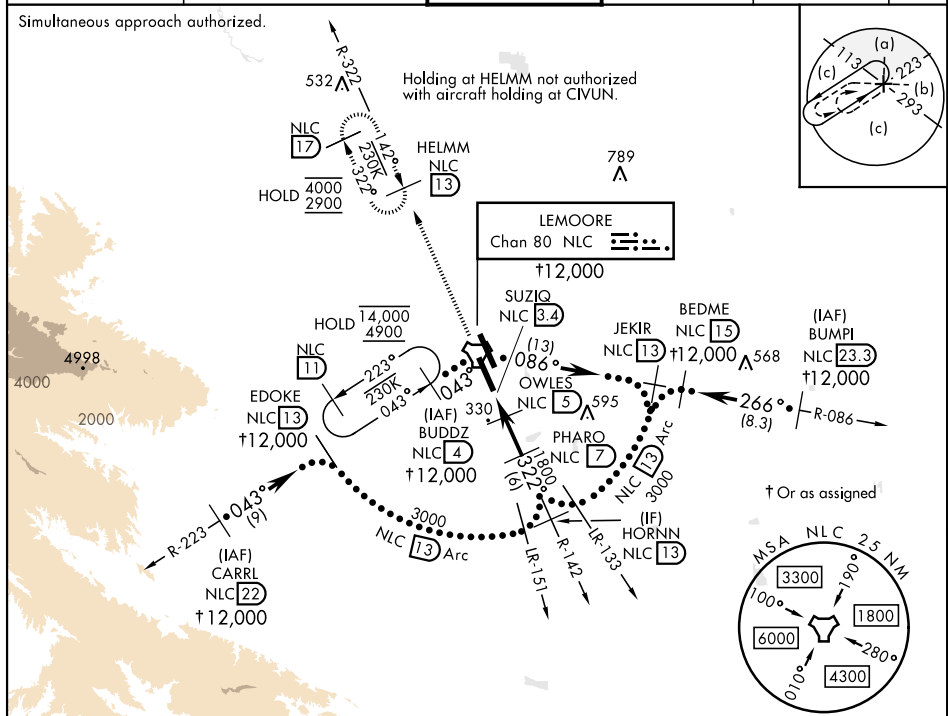 Simultaneous approach authorized.
R-322
532
Holding at HELMM not authorized
with aircraft holding at CIVUN.
NLC
17
142°
230K
322°
HELMM
NLC
13
HOLD 4000
2900
789
113
(a)
223
(c)
(b)
293
(c)
LEMOORE
Chan 80 NLC
†12,000
SUZIQ
NLC 3.4
HOLD 14,000
4900
NLC
11
223°
230K
043°
043°
(13)
086°
JEKIR
NLC 13
BEDME
NLC 15
†12,000
568
(IAF)
BUMPI
NLC 23.3
†12,000
266°
(8.3)
R-086
4998
4000
2000
EDOKE
NLC 13
†12,000
(IAF)
BUDDZ
NLC 4
†12,000
330
OWLES
NLC 5
595
PHARO
NLC 7
322°
1800
(6)
NLC 13 Arc
3000
043°
(9)
R-223
(IAF)
CARRL
NLC 22
†12,000
3000
NLC 13 Arc
LR-151
R-142
LR-133
(IF)
HORNN
NLC 13
† Or as assigned
MSA NLC 25 NM
3300
190°
100°
1800
6000
280°
010°
4300